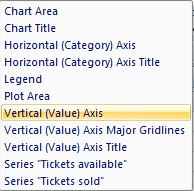 Chart Area
Chart Title
Horizontal (Category) Axis
Horizontal (Category) Axis Title
Legend
Plot Area
Vertical (Value) Axis
Vertical (Value) Axis Major Gridlines
Vertical (Value) Axis Title
Series "Tickets available"
Series "Tickets sold"